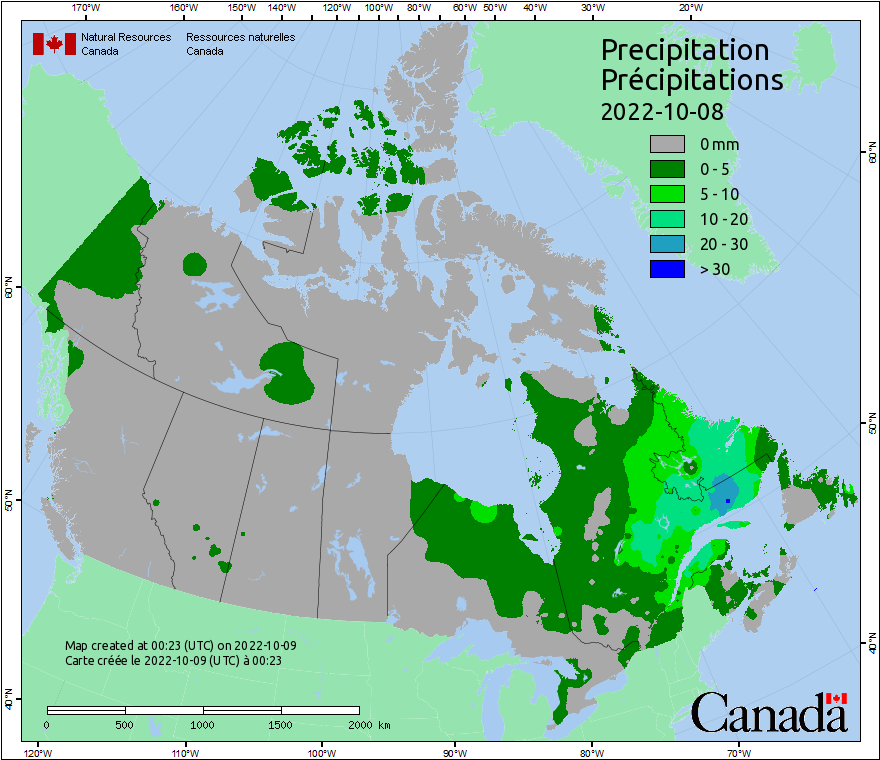 170°W 160°W 150°W 140°W 120°W 100°W 80°W 60°W 50°W 40°W 30°W 20°W
Natural Resources Ressources naturelles
Canada Canada
Precipitation
Précipitations
2022-10-08
0 mm
0 - 5
5 - 10
10 - 20
20 - 30
> 30
60°N
60°N
50°N
50°N
40°N
40°N
Map created at 00:23 (UTC) on 2022-10-09
Carte créée le 2022-10-09 (UTC) à 00:23
0 500 1000 1500 2000 km
Canada
120°W 110°W 100°W 90°W 80°W 70°W